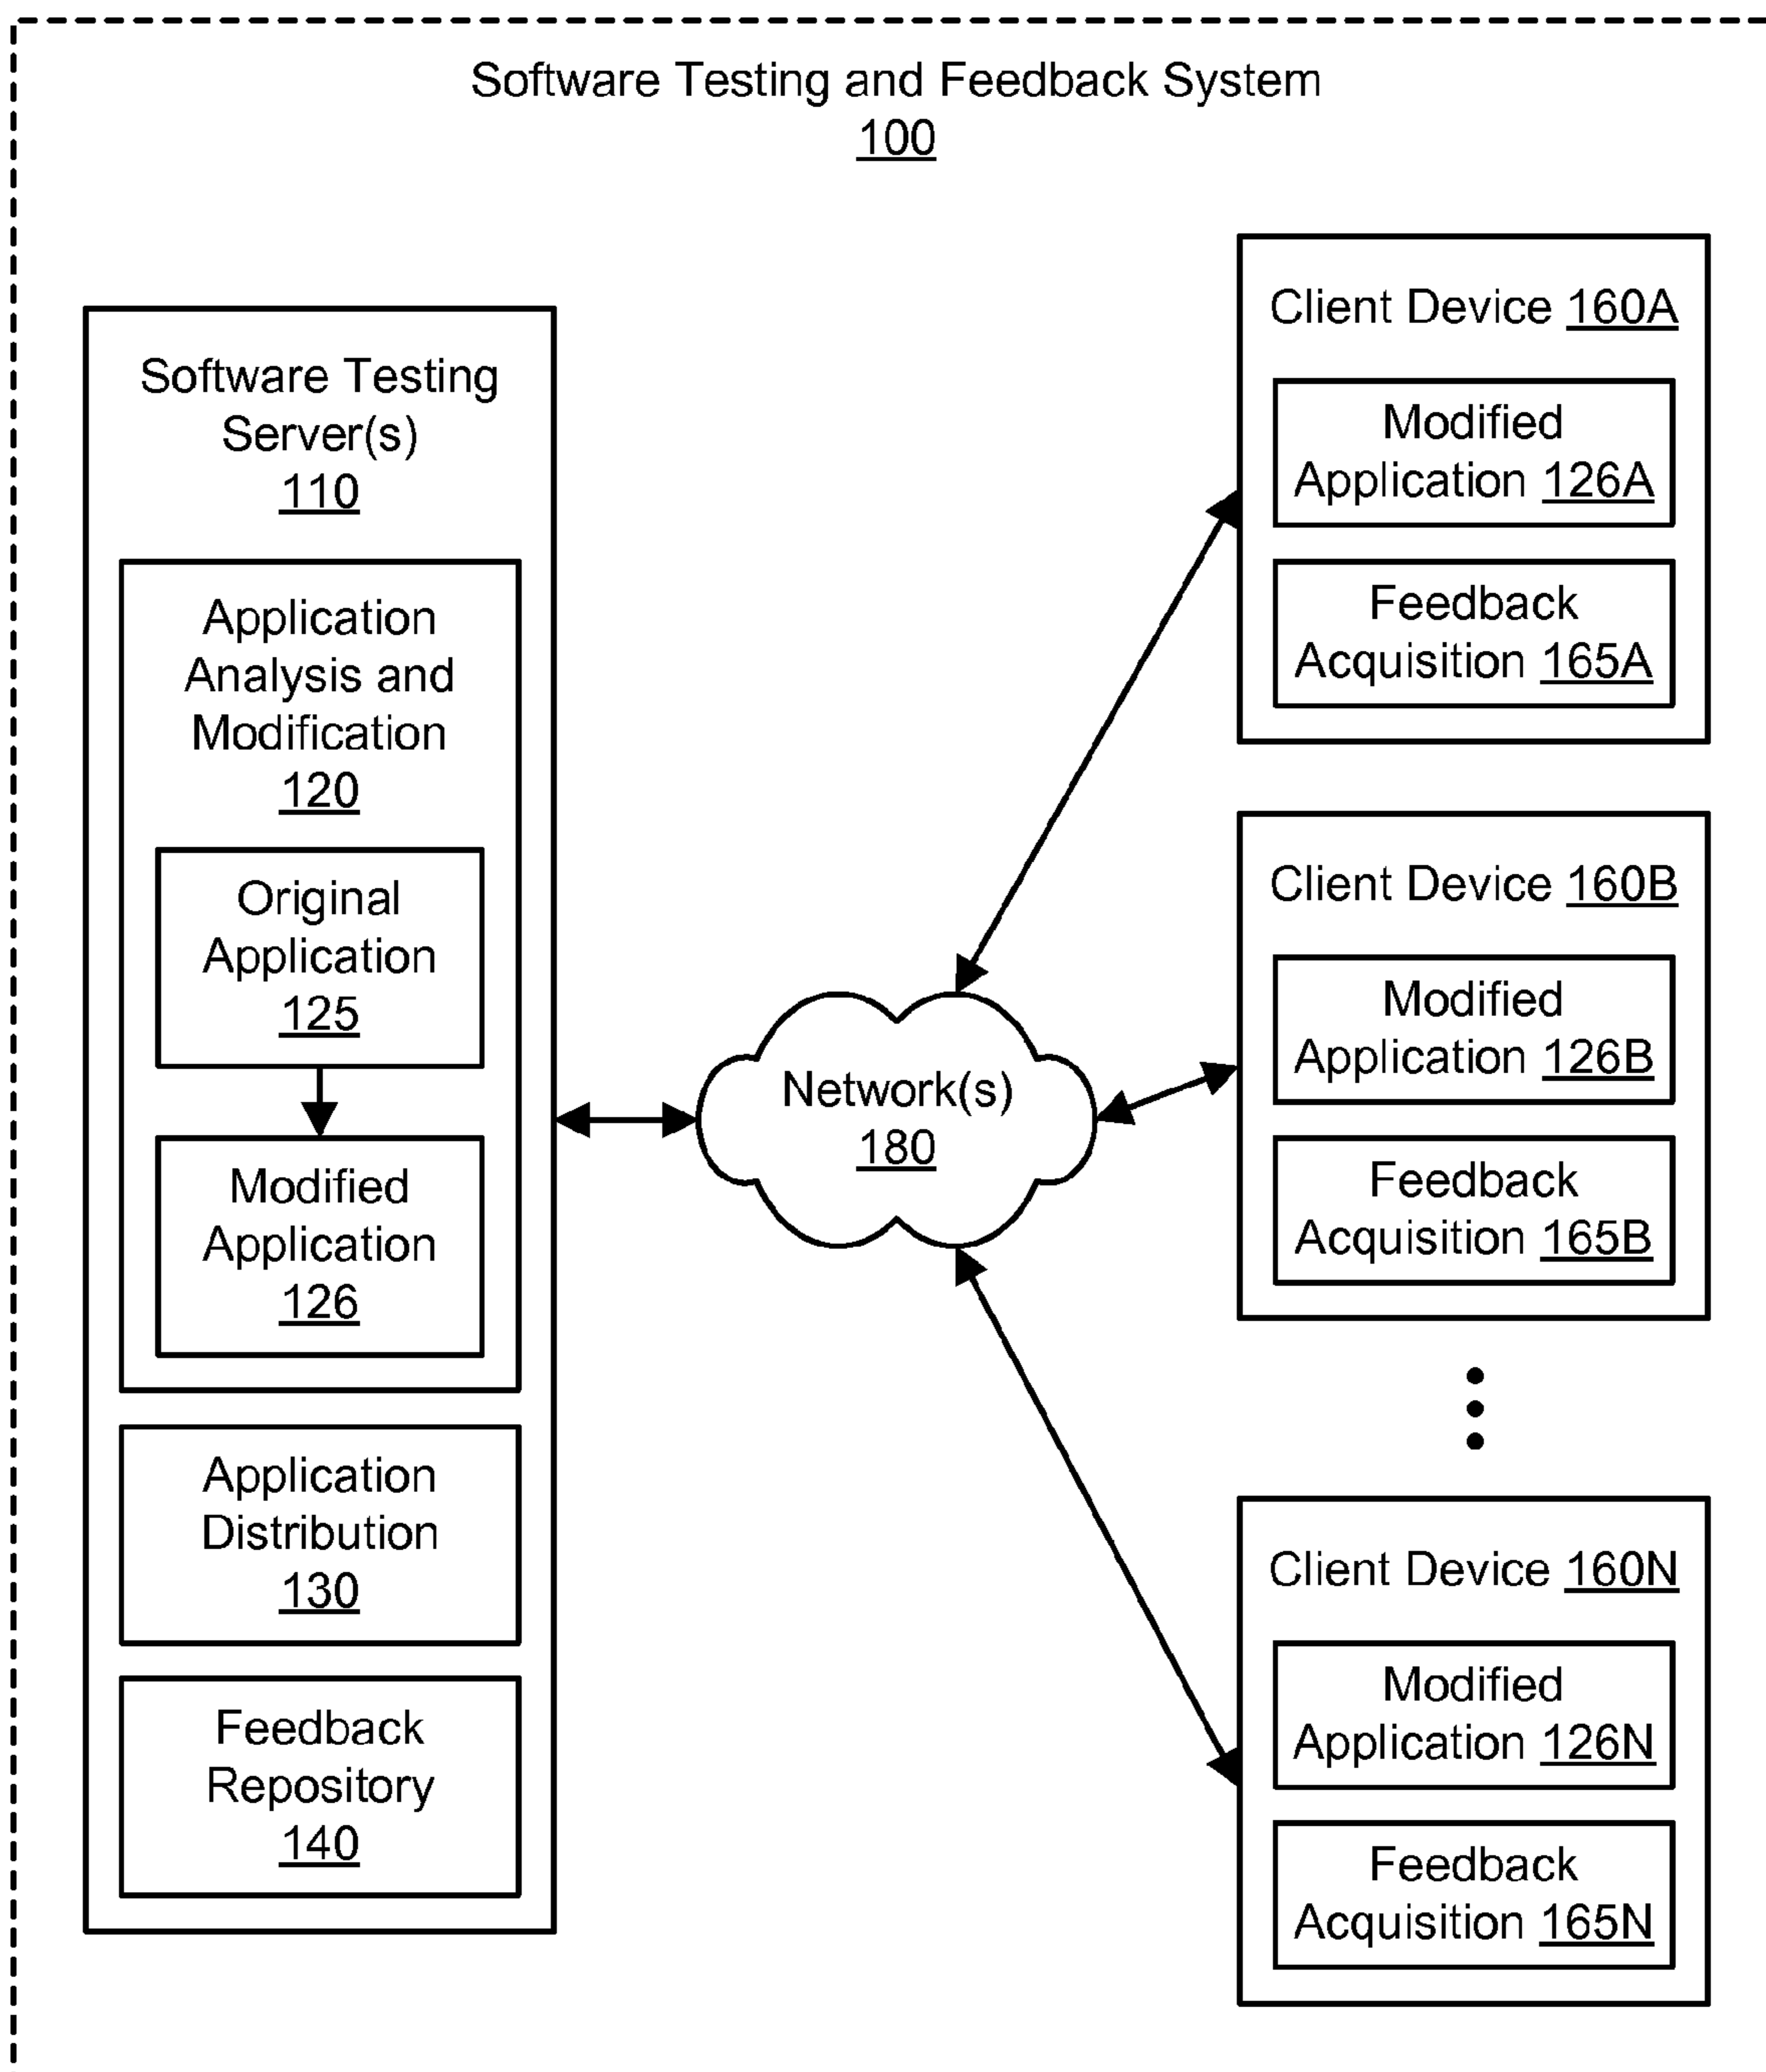 Software Testing and Feedback System
100
Software Testing
Server(s)
110
Application
Analysis and
Modification
120
Original
Application
125
Modified
Application
126
Application
Distribution
130
Feedback
Repository
140
Network(s)
180
Client Device 160A
Modified
Application 126A
Feedback
Acquisition 165A
Client Device 160B
Modified
Application 126B
Feedback
Acquisition 165B
Client Device 160N
Modified
Application 126N
Feedback
Acquisition 165N